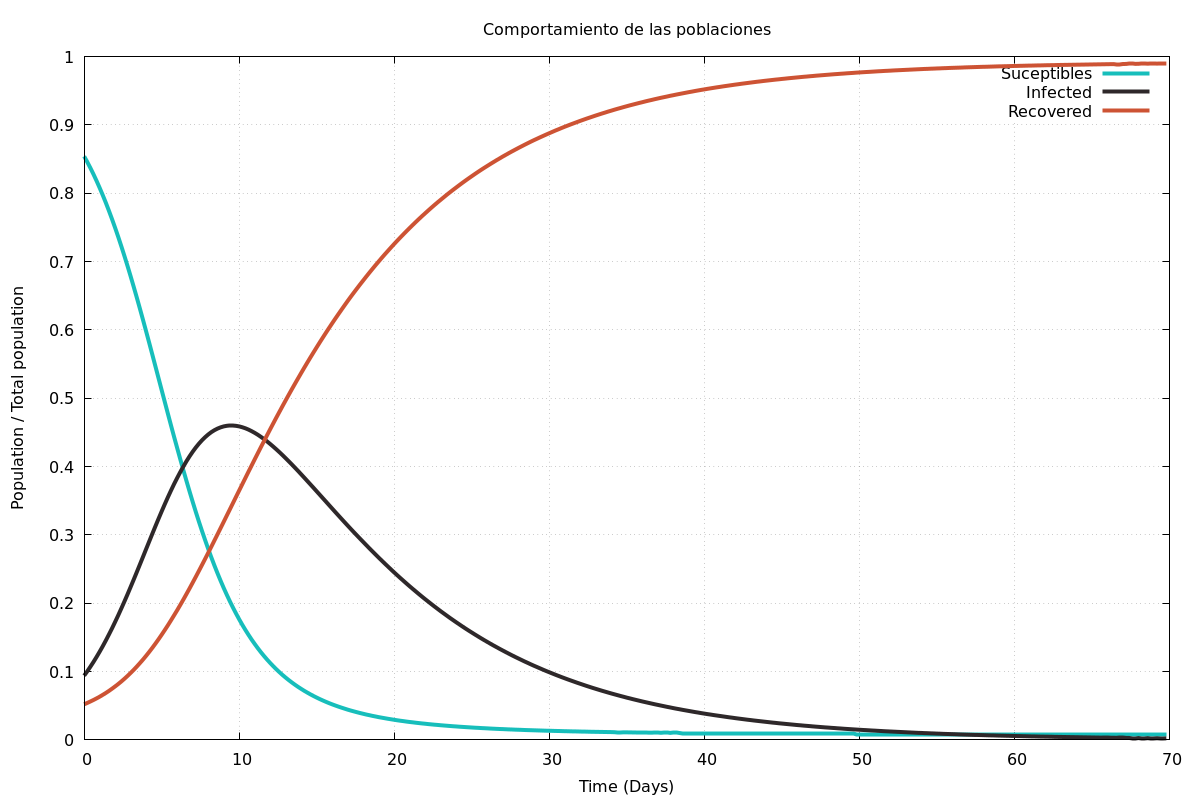 Comportamiento de las poblaciones
1
0.9
0.8
0.7
0.6
0.5
0.4
0.3
0.2
0.1
0
Population / Total population
Suceptibles
Infected
Recovered
0 10 20 30 40 50 60 70
Time (Days)